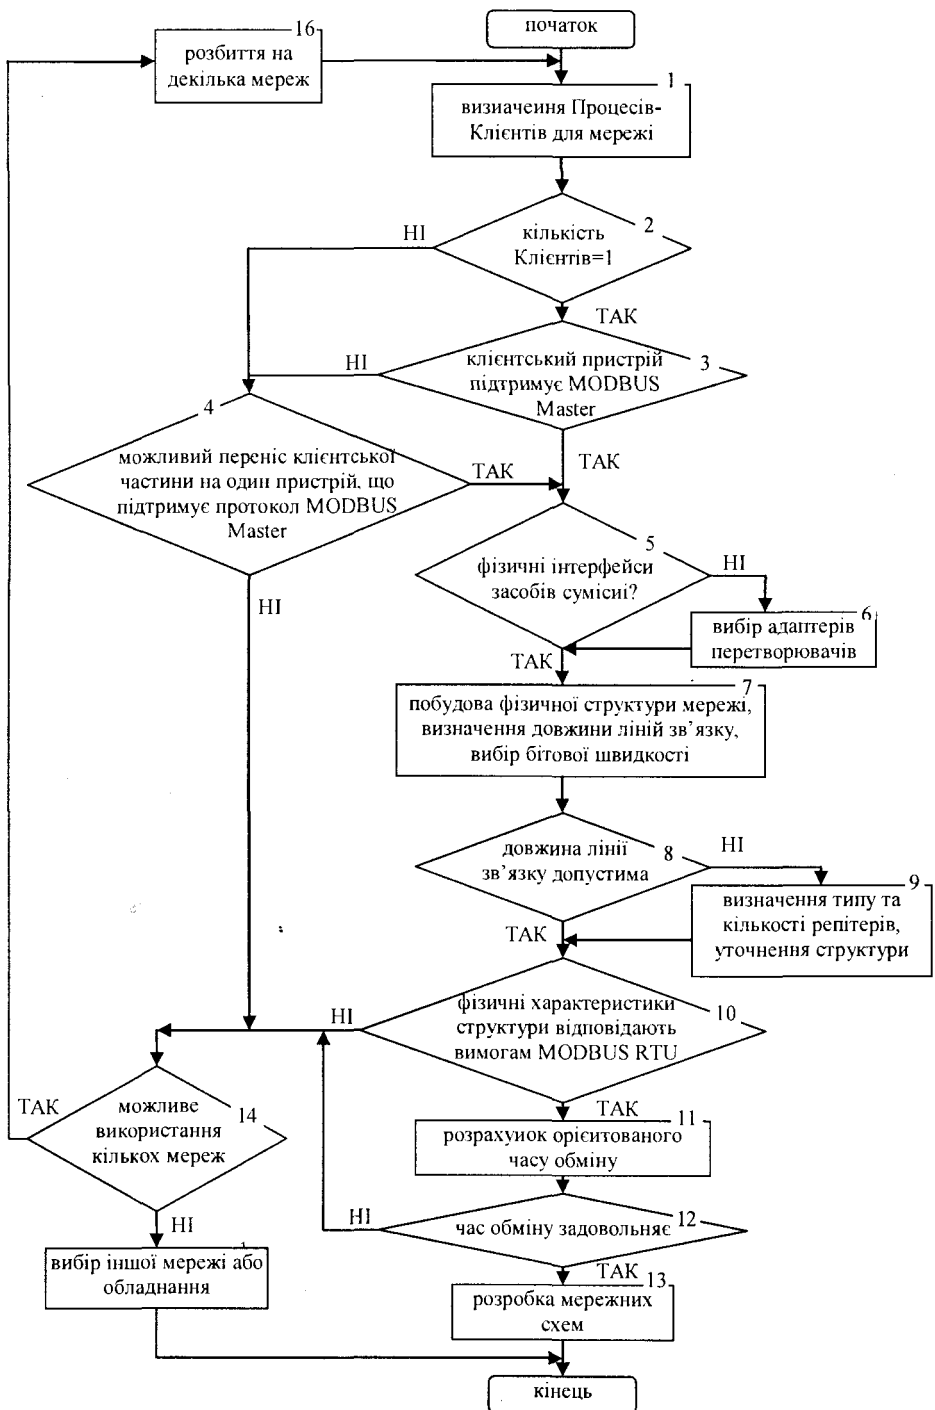 початок
16
розбиття на
декілька мереж
1
визначення Процесів-
Клієнтів для мережі
2
кількість
Клієнтів=1
НІ
ТАК
3
клієнтський пристрій
підтримує MODBUS
Master
НІ
ТАК
4
можливий переніс клієнтської
частини на один пристрій, що
підтримує протокол MODBUS
Master
ТАК
НІ
5
фізичні інтерфейси
засобів сумісні?
НІ
ТАК
6
вибір адаптерів
перетворювачів
7
побудова фізичної структури мережі,
визначення довжини ліній зв’язку,
вибір бітової швидкості
8
довжина лінії
зв’язку допустима
НІ
ТАК
9
визначення типу та
кількості репітерів,
уточнення структури
10
фізичні характеристики
структури відповідають
вимогам MODBUS RTU
НІ
ТАК
11
розрахунок орієнтованого
часу обміну
12
час обміну задовольняє
НІ
ТАК
13
розробка мережних
схем
14
можливе
використання
кількох мереж
ТАК
НІ
вибір іншої мережі або
обладнання
кінець